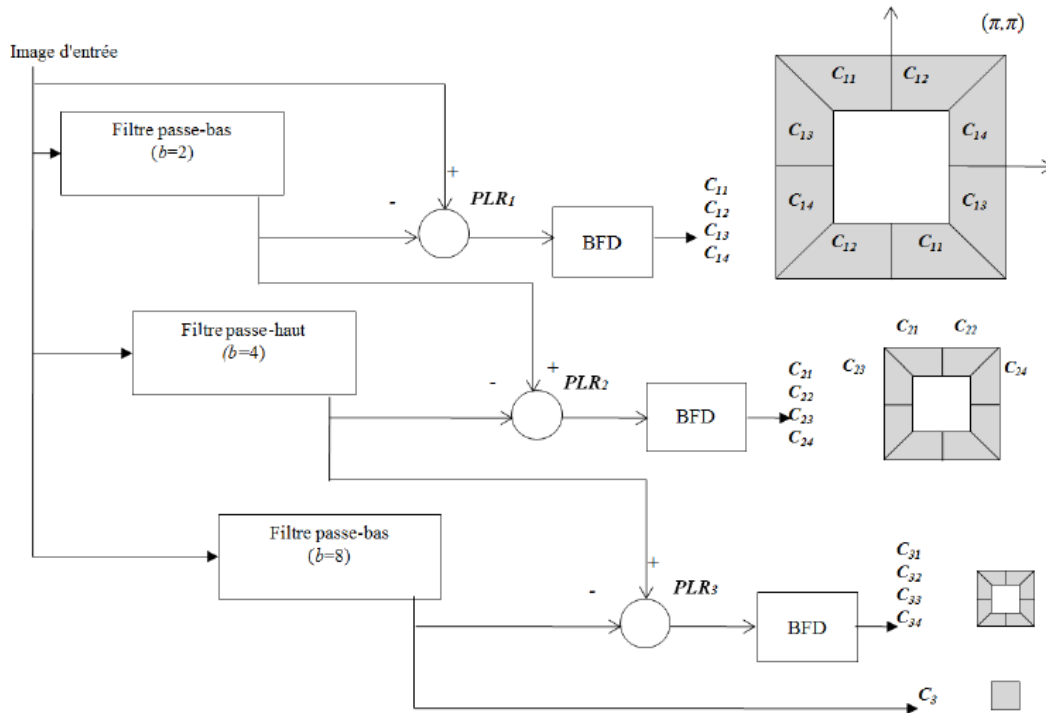 Image d'entrée
Filtre passe-bas
(b=2)
+
-
PLR1
BFD
C11
C12
C13
C14
(π,π)
C11
C12
C13
C14
C14
C13
C12
C11
Filtre passe-haut
(b=4)
+
-
PLR2
BFD
C21
C22
C23
C24
C21
C22
C23
C24
Filtre passe-bas
(b=8)
+
-
PLR3
BFD
C31
C32
C33
C34
C3